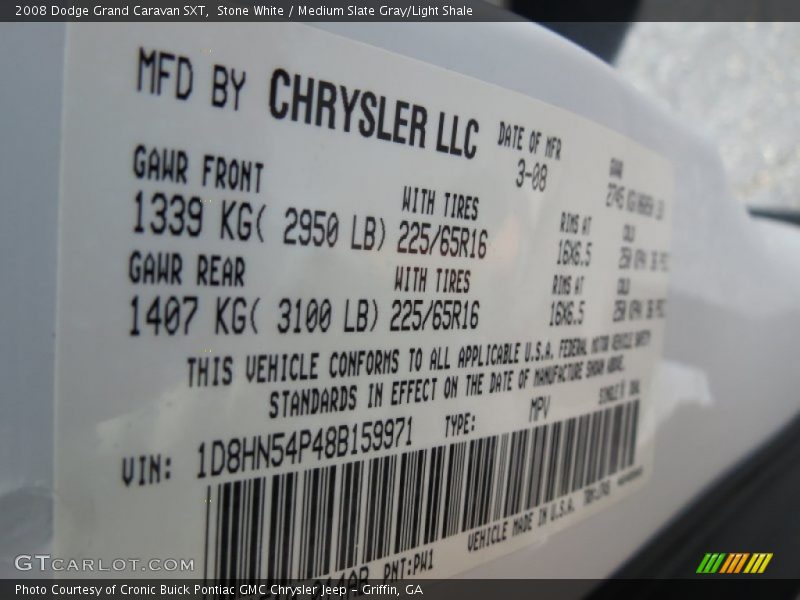 2008 Dodge Grand Caravan SXT, Stone White / Medium Slate Gray/Light Shale
MFD BY CHRYSLER LLC DATE OF MFR
3-08
GAWR FRONT WITH TIRES RIMS AT
1339 KG( 2950 LB) 225/65R16 16X6.5
GAWR REAR WITH TIRES RIMS AT
1407 KG( 3100 LB) 225/65R16 16X6.5
THIS VEHICLE CONFORMS TO ALL APPLICABLE U.S.A. FEDERAL MOTOR VEHICLE SAFETY
STANDARDS IN EFFECT ON THE DATE OF MANUFACTURE SHOWN ABOVE.
VIN: 1D8HN54P48B159971 TYPE: MPV
VEHICLE MADE IN U.S.A.
PNT:PW1
GTCARLOT.COM
Photo Courtesy of Cronic Buick Pontiac GMC Chrysler Jeep - Griffin, GA